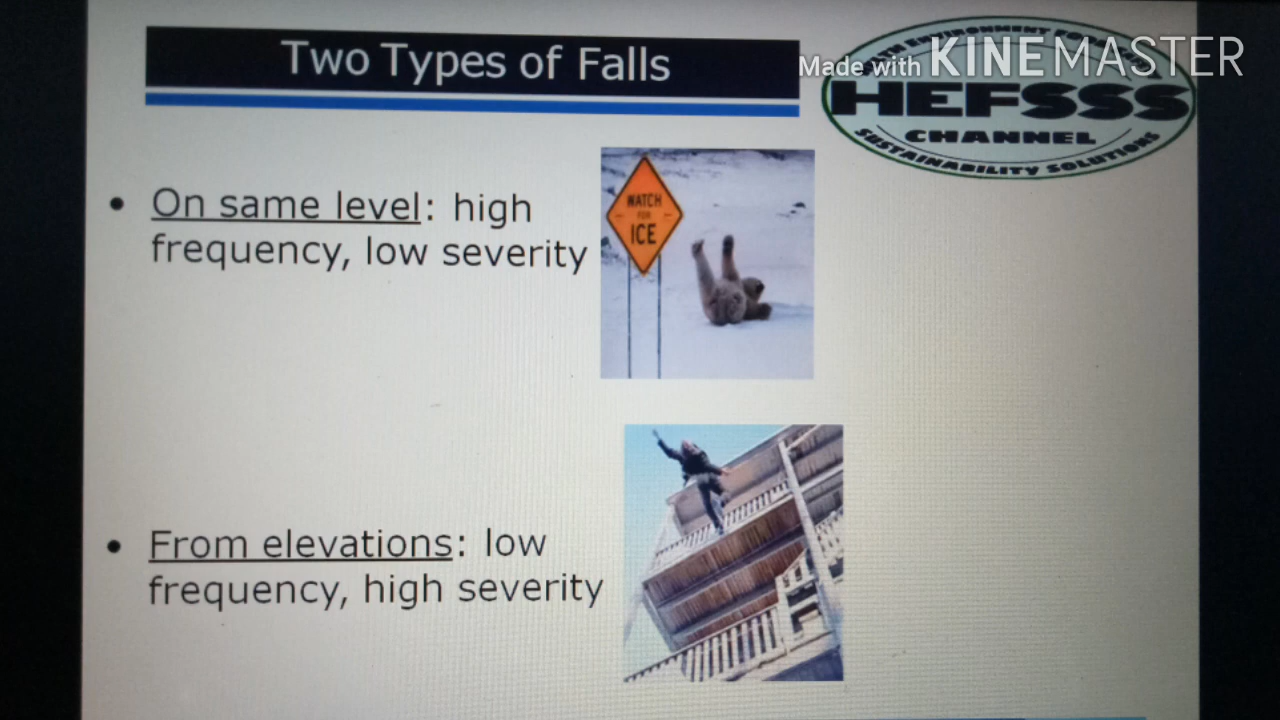 Two Types of Falls
Made with KINEMASTER
HEFSSS
CHANNEL
SUSTAINABILITY SOLUTIONS
• On same level: high
frequency, low severity
WATCH
FOR
ICE
• From elevations: low
frequency, high severity